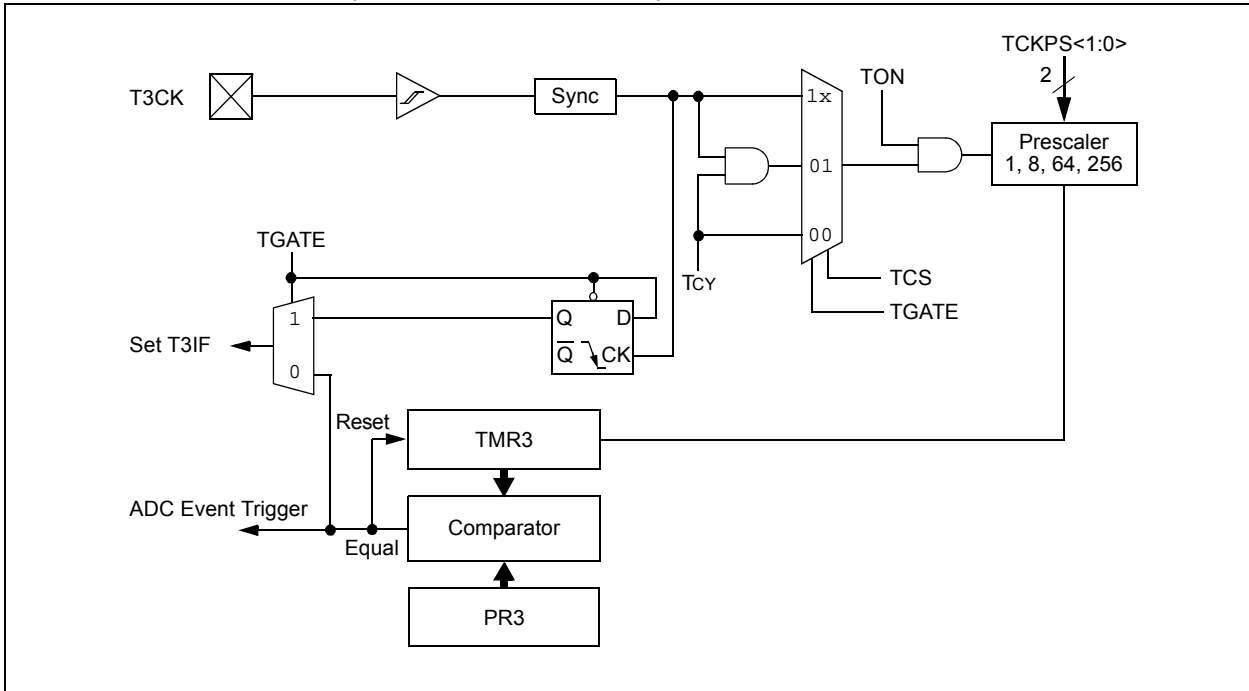 TCKPS<1:0>
2
TON
T3CK
Sync
1x
Prescaler
1, 8, 64, 256
01
00
TGATE
TCY
TCS
TGATE
1
Q
D
Set T3IF
Q
CK
0
Reset
TMR3
ADC Event Trigger
Equal
Comparator
PR3